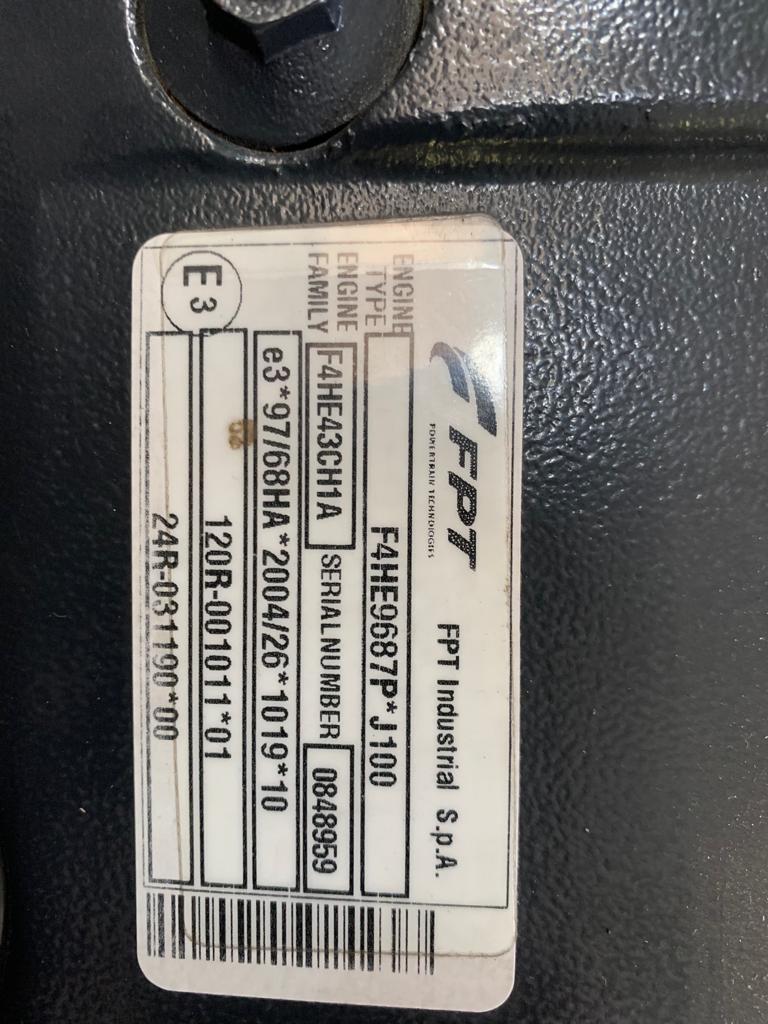 FPT FPT Industrial S.p.A.
POWERTRAIN TECHNOLOGIES
ENGINE TYPE F4HE9687P*J100
ENGINE FAMILY F4HE43CH1A SERIAL NUMBER 0848959
e3*97/68HA*2004/26*1019*10
E3 120R-001011*01
24R-031190*00